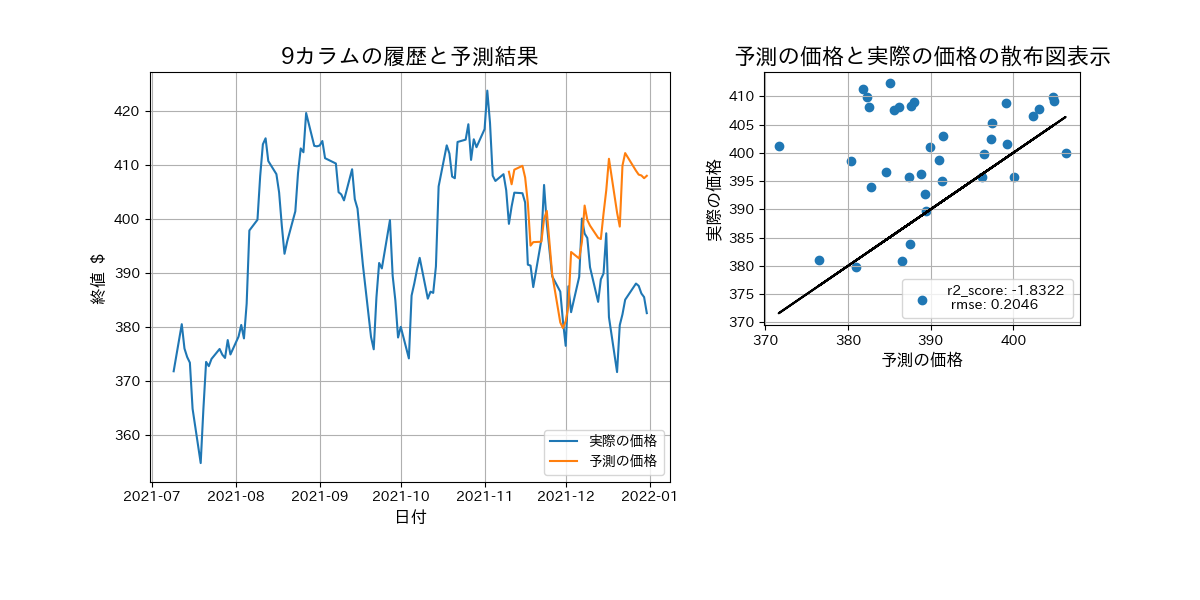 9カラムの履歴と予測結果
420
410
400
390
380
370
360
終値 $
2021-07 2021-08 2021-09 2021-10 2021-11 2021-12 2022-01
日付
実際の価格
予測の価格
予測の価格と実際の価格の散布図表示
410
405
400
395
390
385
380
375
370
実際の価格
370 380 390 400
予測の価格
r2_score: -1.8322
rmse: 0.2046